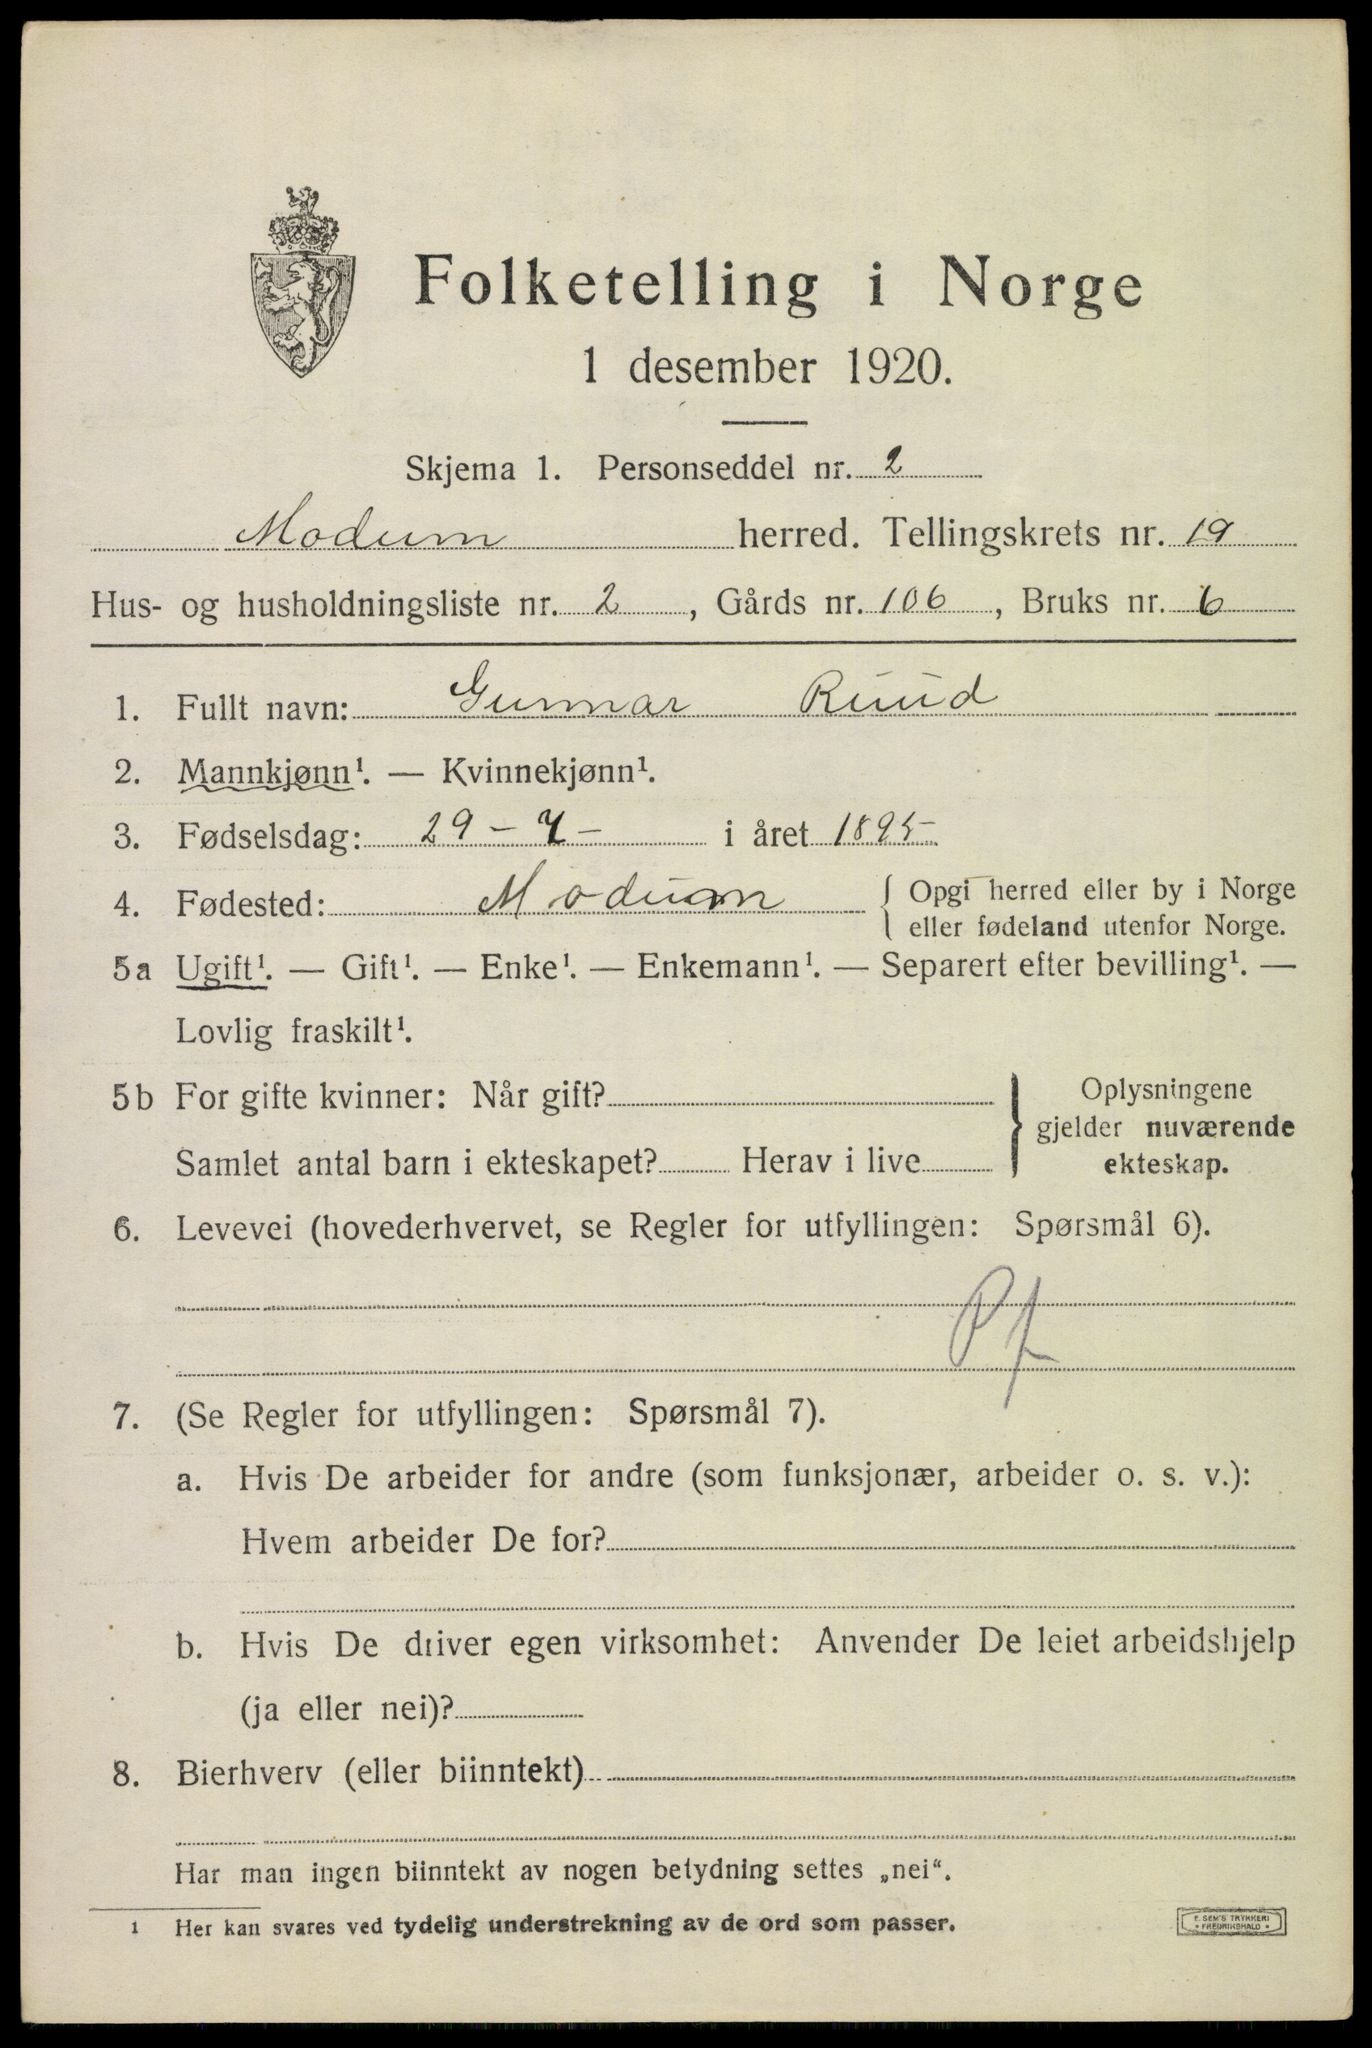 Folketelling i Norge
1 desember 1920.
Skjema 1. Personseddel nr. 2
Modum herred. Tellingskrets nr. 19
Hus- og husholdningsliste nr. 2, Gårds nr. 106, Bruks nr. 6
1. Fullt navn: Gunnar Ruud
2. Mannkjønn¹. — Kvinnekjønn¹.
3. Fødselsdag: 29 - 7 - i året 1895
4. Fødested: Modum { Opgi herred eller by i Norge
eller fødeland utenfor Norge.
5a Ugift¹. — Gift¹. — Enke¹. — Enkemann¹. — Separert efter bevilling¹. —
Lovlig fraskilt¹.
5b For gifte kvinner: Når gift? } Oplysningene
gjelder nuværende
Samlet antal barn i ekteskapet? Herav i live ekteskap.
6. Levevei (hovederhvervet, se Regler for utfyllingen: Spørsmål 6).
7. (Se Regler for utfyllingen: Spørsmål 7).
a. Hvis De arbeider for andre (som funksjonær, arbeider o. s. v.):
Hvem arbeider De for?
b. Hvis De driver egen virksomhet: Anvender De leiet arbeidshjelp
(ja eller nei)?
8. Bierhverv (eller biinntekt)
Har man ingen biinntekt av nogen betydning settes „nei“.
¹ Her kan svares ved tydelig understrekning av de ord som passer.
E. SEM'S TRYKKERI
• FREDRIKSHALD •